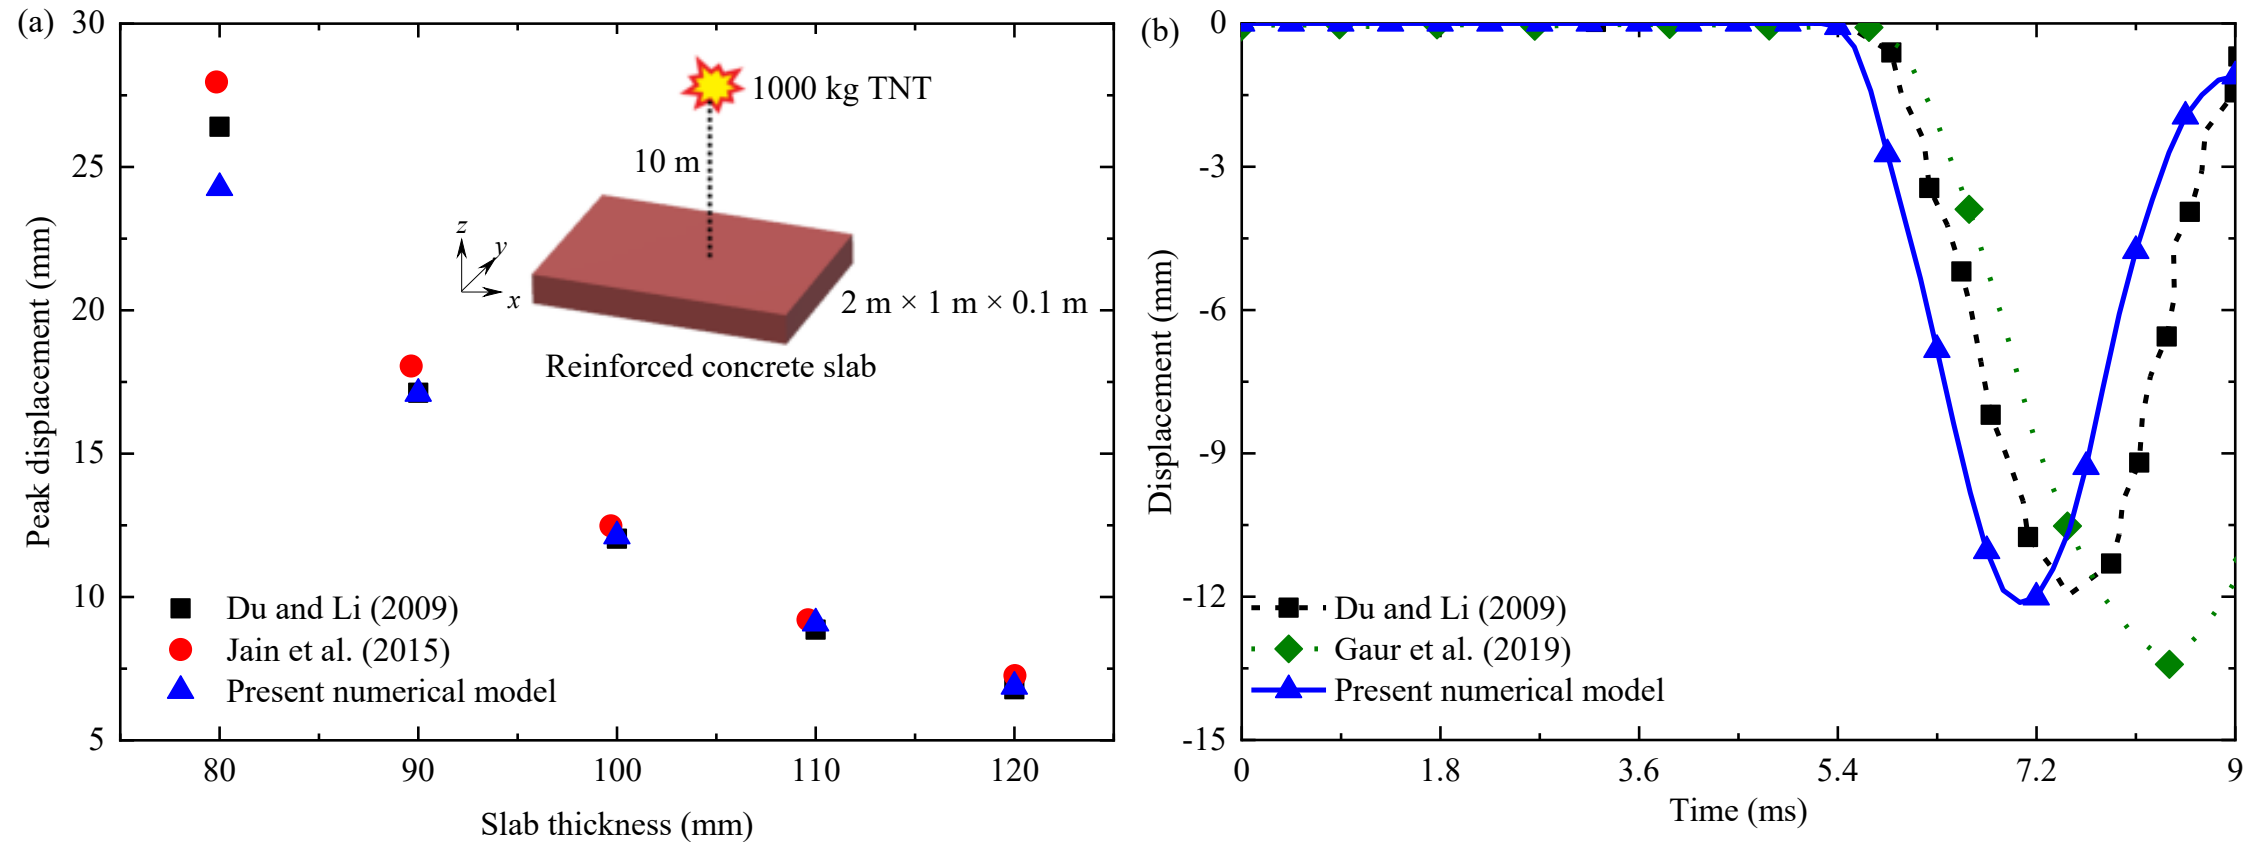 (a)
30
25
20
15
10
5
Peak displacement (mm)
1000 kg TNT
10 m
z
y
x
2 m × 1 m × 0.1 m
Reinforced concrete slab
Du and Li (2009)
Jain et al. (2015)
Present numerical model
80 90 100 110 120
Slab thickness (mm)
(b)
0
-3
-6
-9
-12
-15
Displacement (mm)
Du and Li (2009)
Gaur et al. (2019)
Present numerical model
0 1.8 3.6 5.4 7.2 9
Time (ms)